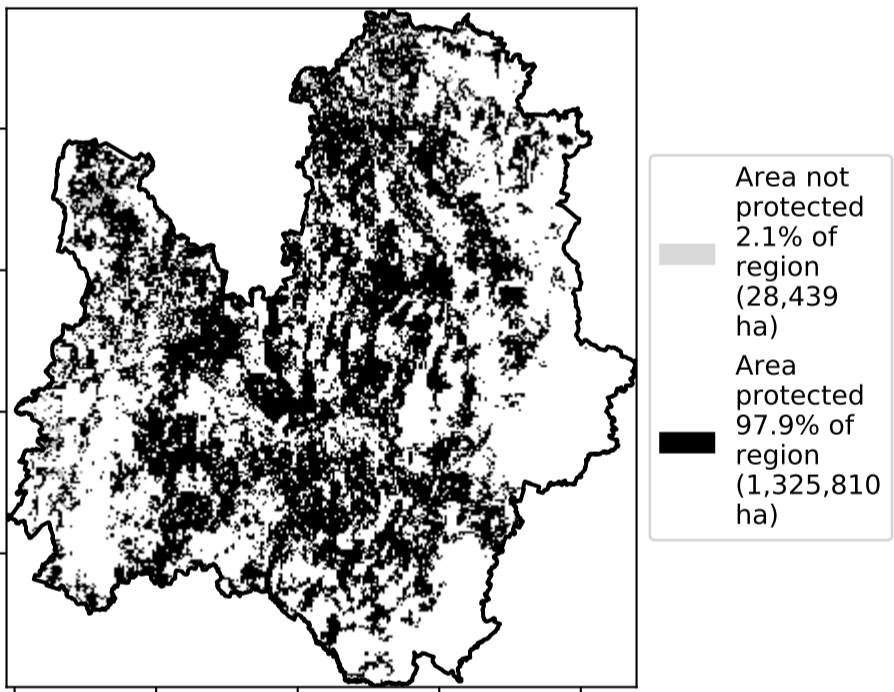 Area not
protected
2.1% of
region
(28,439
ha)
Area
protected
97.9% of
region
(1,325,810
ha)